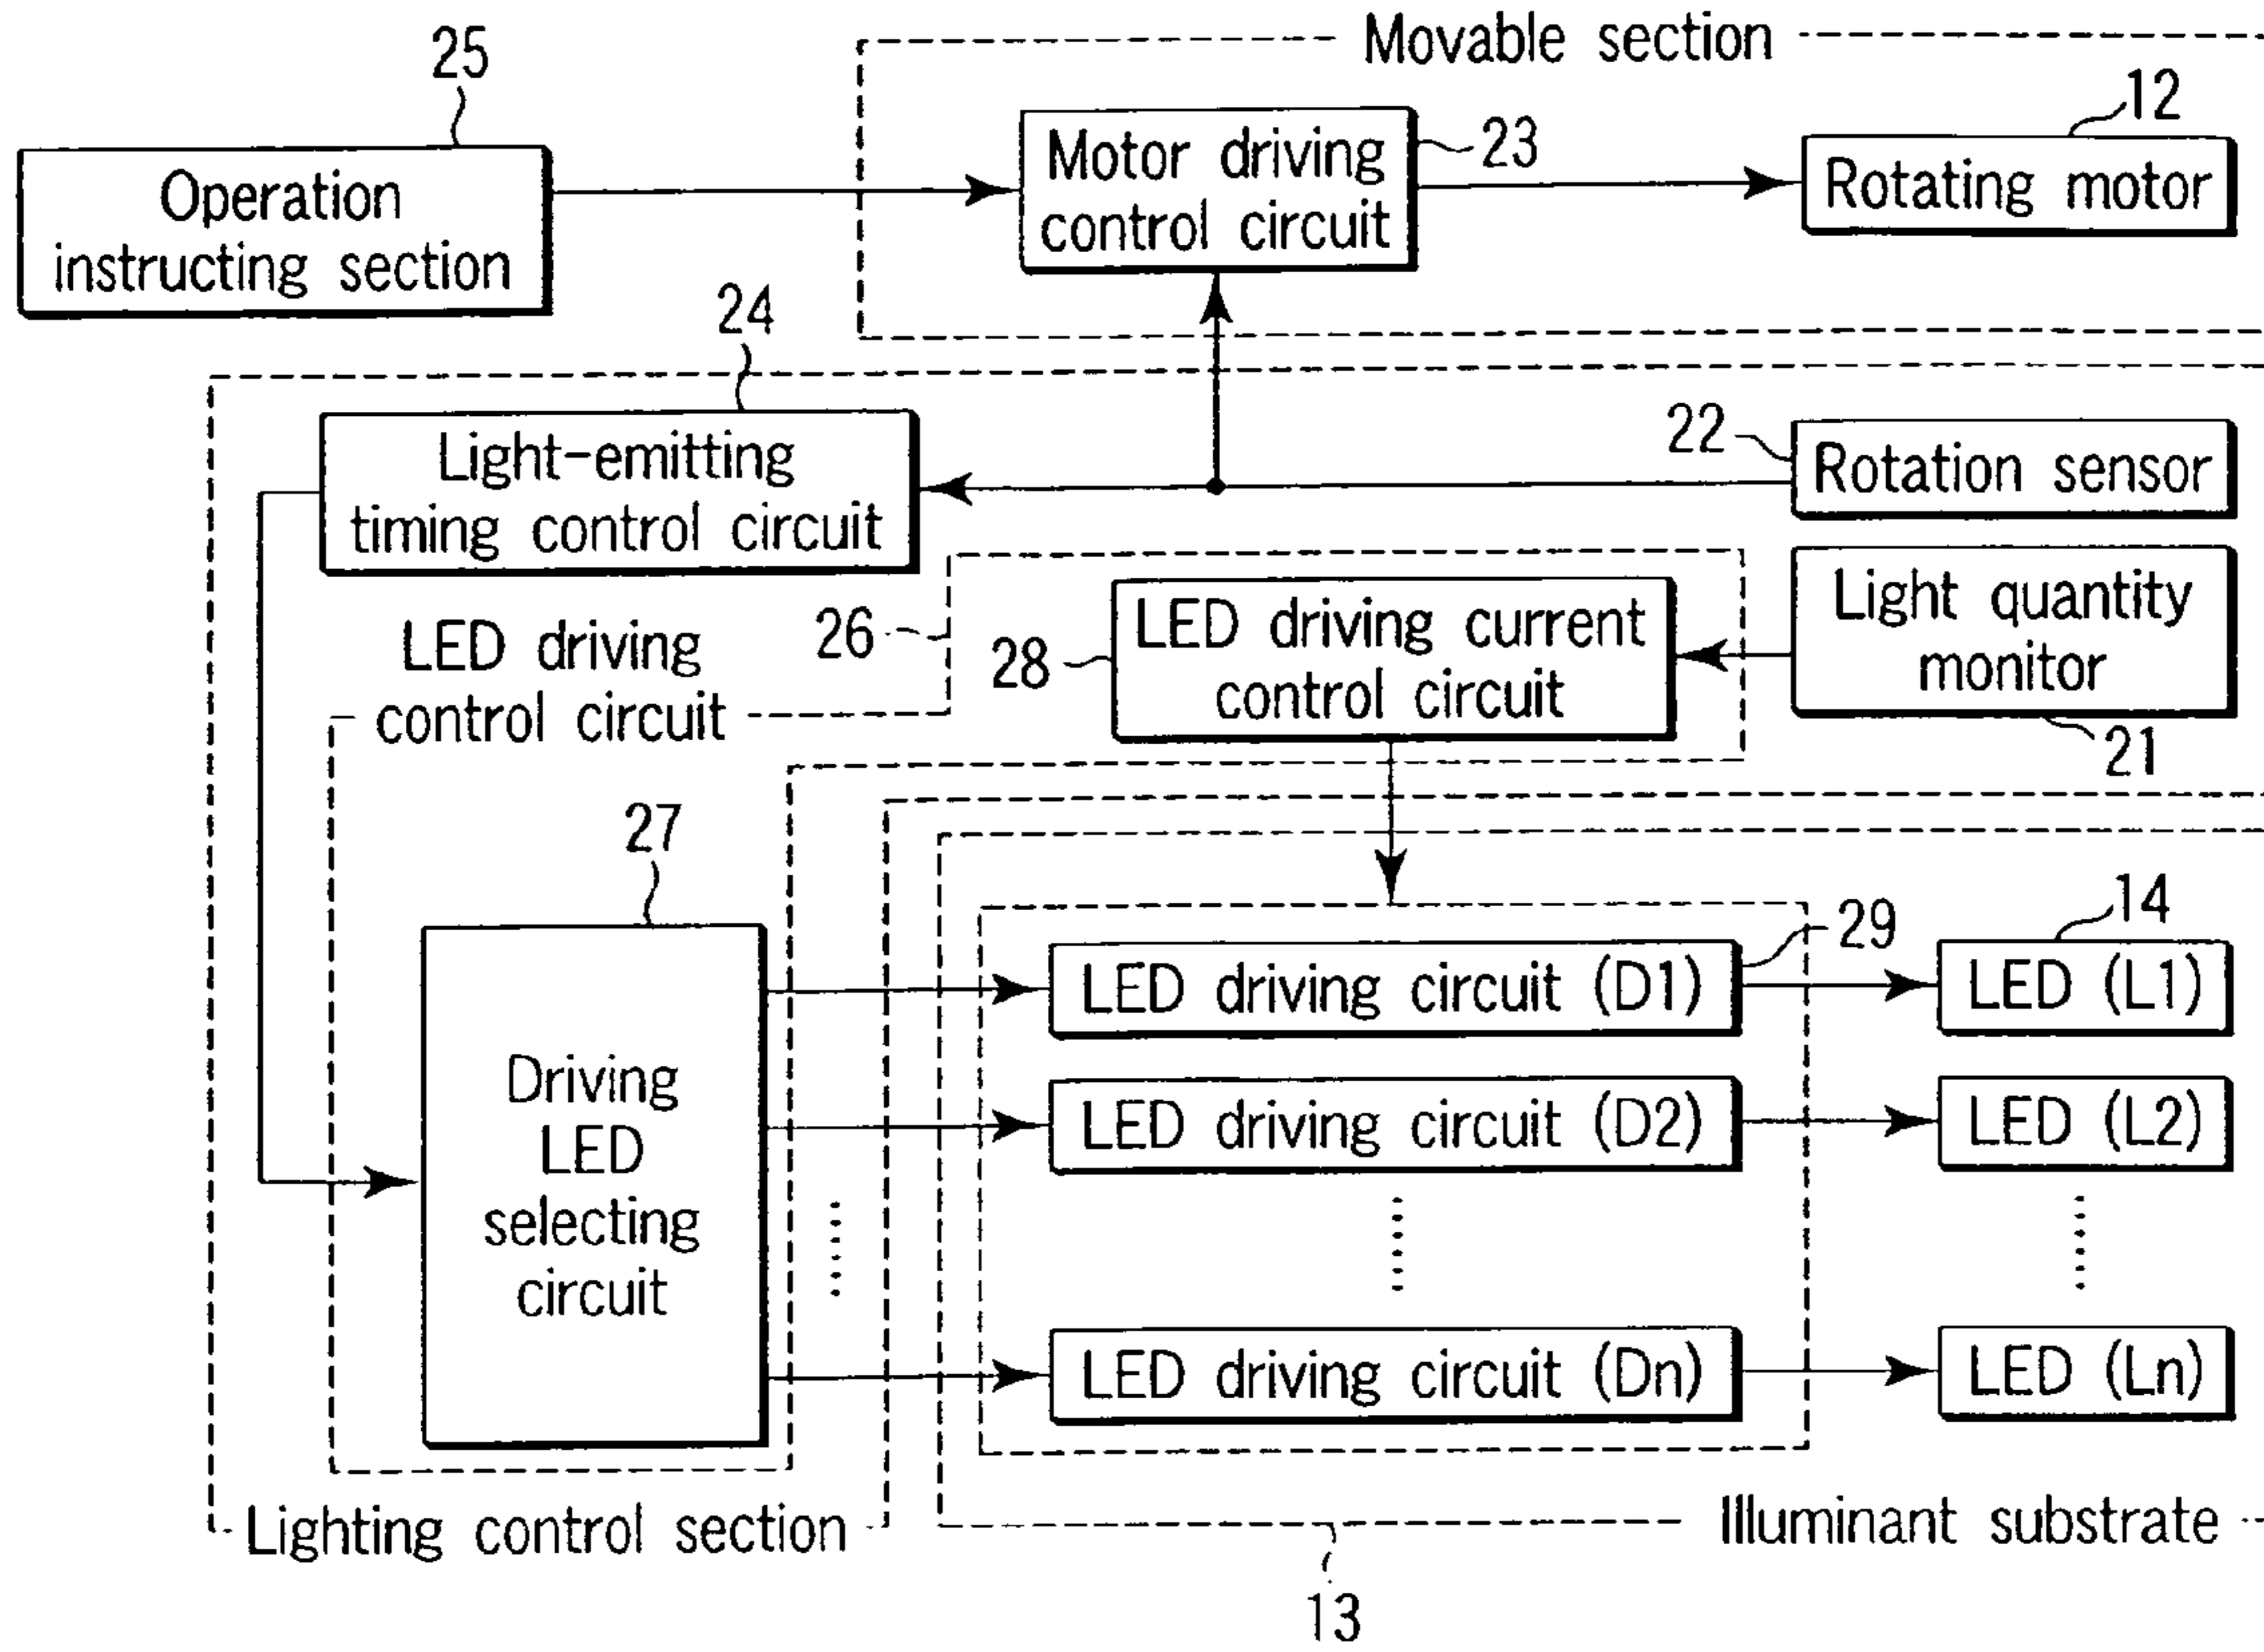 Movable section
25
12
Operation
instructing section
Motor driving
control circuit
23
Rotating motor
24
Light-emitting
timing control circuit
22
Rotation sensor
LED driving
control circuit
26
28
LED driving current
control circuit
Light quantity
monitor
21
27
Driving
LED
selecting
circuit
29
14
LED driving circuit (D1)
LED (L1)
LED driving circuit (D2)
LED (L2)
LED driving circuit (Dn)
LED (Ln)
Lighting control section
Illuminant substrate
13